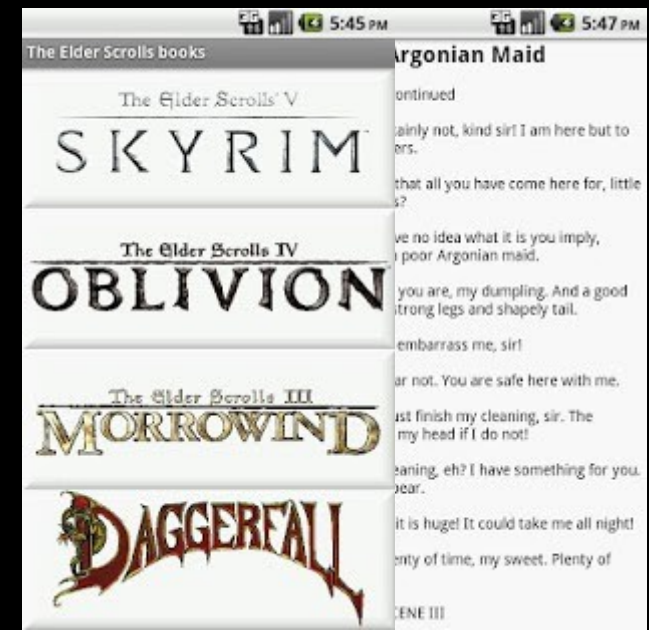 5:45 PM
The Elder Scrolls books
The Elder Scrolls V
SKYRIM
The Elder Scrolls IV
OBLIVION
The Elder Scrolls III
MORROWIND
DAGGERFALL
5:47 PM
Argonian Maid
ontinued
ainly not, kind sir! I am here but to
ers.
that all you have come here for, little
s?
ve no idea what it is you imply,
poor Argonian maid.
you are, my dumpling. And a good
strong legs and shapely tail.
embarrass me, sir!
ar not. You are safe here with me.
ust finish my cleaning, sir. The
my head if I do not!
eaning, eh? I have something for you.
pear.
it is huge! It could take me all night!
enty of time, my sweet. Plenty of
ENE III